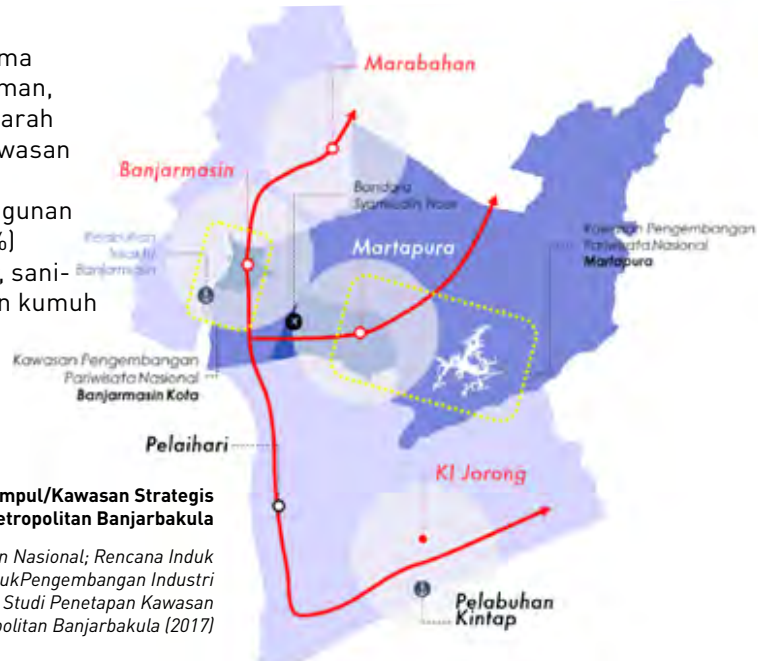 ma
man,
arah
wasan
gunan
%)
, sani-
n kumuh
Marabahan
Banjarmasin
Bandara
Syamsudin Noor
Pelabuhan
Banjarmasin
Martapura
Kawasan Pengembangan
Pariwisata Nasional
Martapura
Kawasan Pengembangan
Pariwisata Nasional
Banjarmasin Kota
Pelaihari
KI Jorong
Pelabuhan
Kintap
mpul/Kawasan Strategis
etropolitan Banjarbakula
n Nasional; Rencana Induk
ukPengembangan Industri
Studi Penetapan Kawasan
politan Banjarbakula (2017)